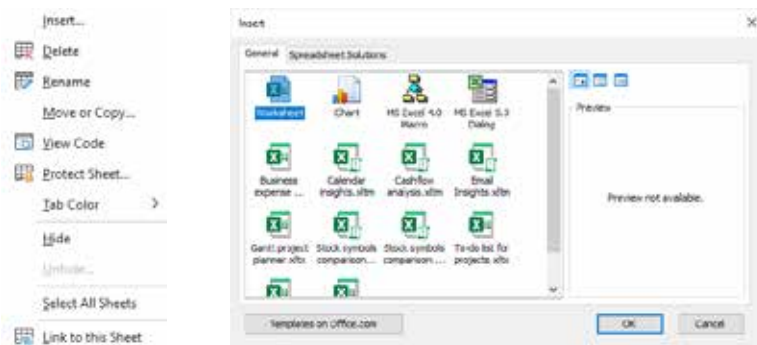 Insert...
Delete
Rename
Move or Copy...
View Code
Protect Sheet...
Tab Color
Hide
Unhide...
Select All Sheets
Link to this Sheet
Insert
General Spreadsheet Solutions
Worksheet Chart MS Excel 4.0 MS Excel 5.0
Macro Dialog
Business Calendar Cashflow Email
expense ... insights.xltm analysis.xltm Insights.xltm
Gantt project Stock symbols Stock symbols To-do list for
planner.xltx comparison... comparison ... projects.xltx
Preview
Preview not available.
Templates on Office.com
OK Cancel